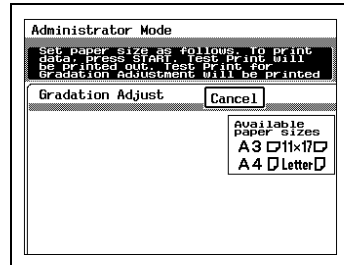 Administrator Mode
Set paper size as follows. To print
data, press START. Test Print will
be printed out. Test Print for
Gradation Adjustment will be printed
Gradation Adjust
Cancel
Available
paper sizes
A3 11×17
A4 Letter